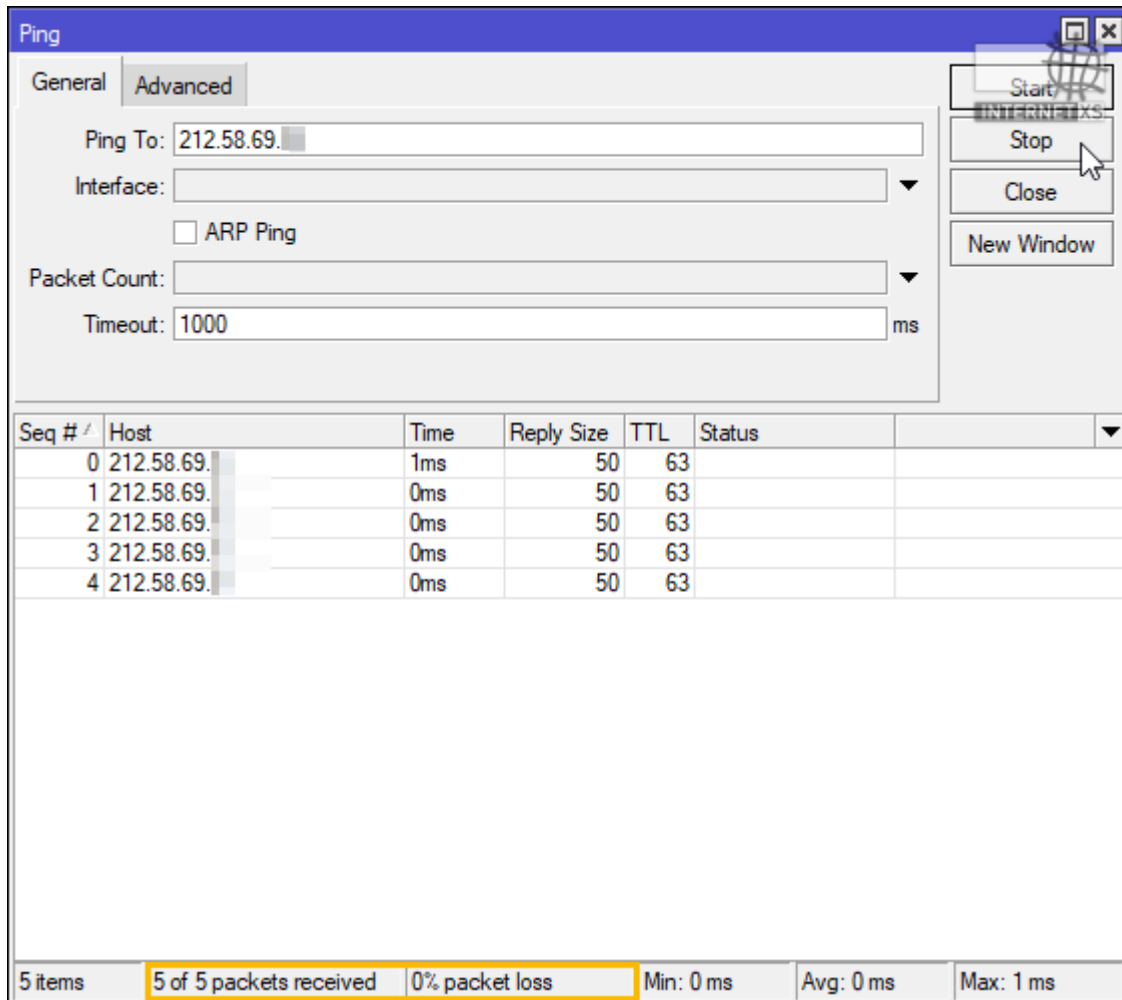 Ping
General Advanced
Start
INTERNET XS
Ping To: 212.58.69.
Stop
Interface:
Close
ARP Ping
New Window
Packet Count:
Timeout: 1000 ms
Seq # Host Time Reply Size TTL Status
0 212.58.69. 1ms 50 63
1 212.58.69. 0ms 50 63
2 212.58.69. 0ms 50 63
3 212.58.69. 0ms 50 63
4 212.58.69. 0ms 50 63
5 items 5 of 5 packets received 0% packet loss Min: 0 ms Avg: 0 ms Max: 1 ms